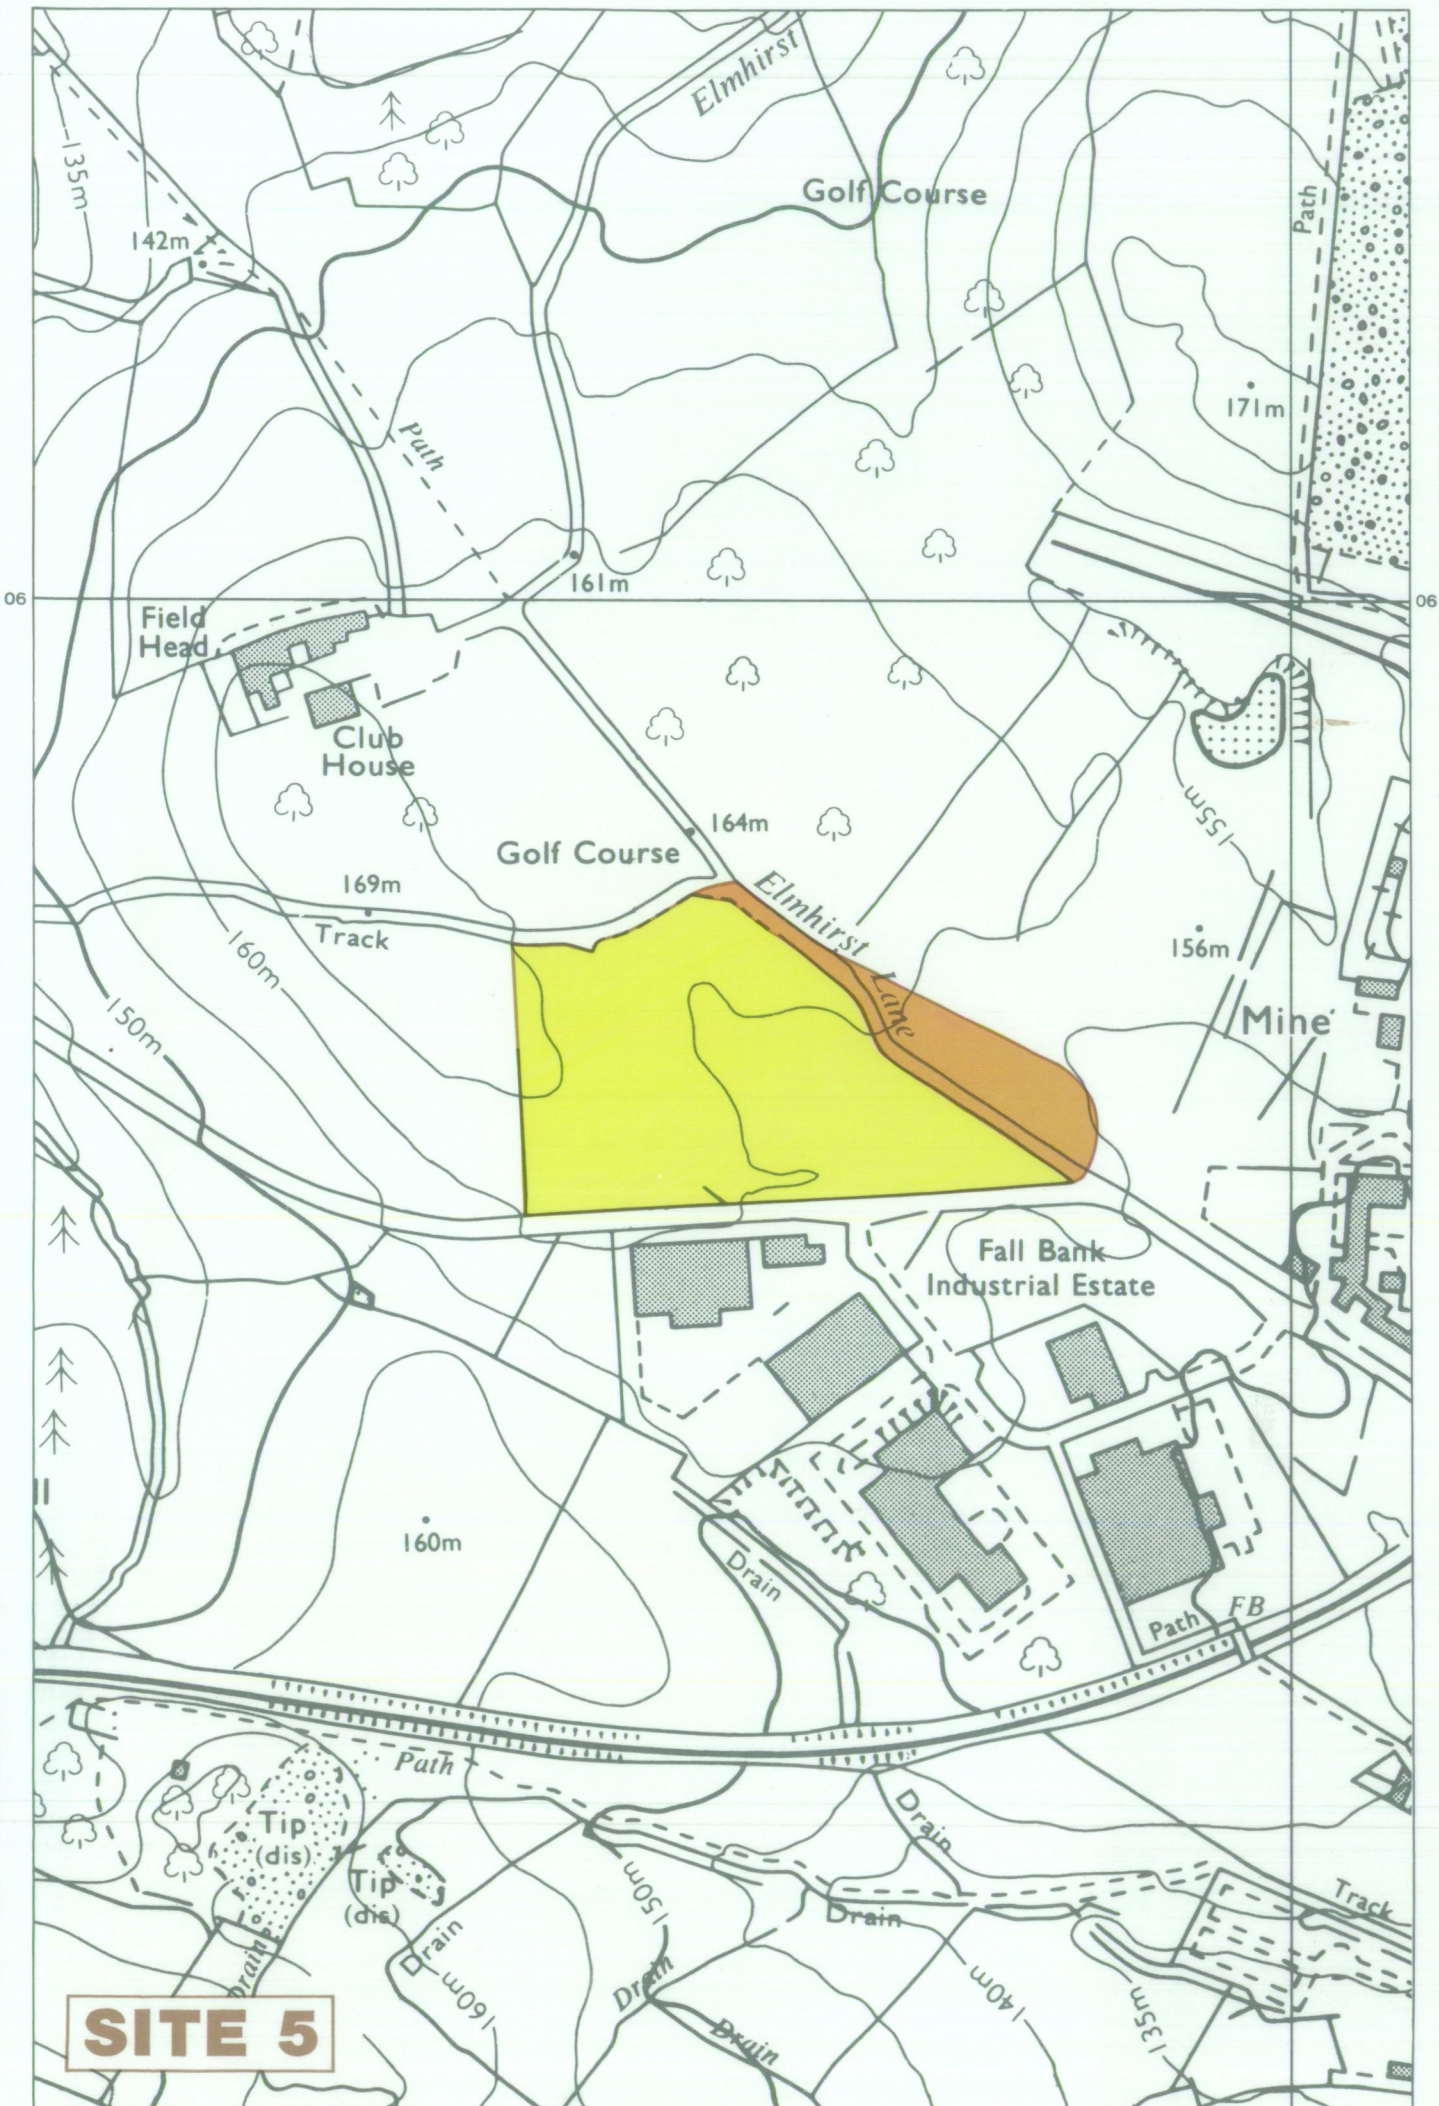 Elmhirst
135m
Golf Course
Path
142m
171m
Path
161m
06
06
Field
Head
Club
House
155m
164m
Golf Course
169m
Elmhirst
Lane
Track
156m
160m
Mine
150m
Fall Bank
Industrial Estate
II
160m
Drain
FB
Path
Path
Drain
Tip
(dis)
Tip
(dis)
150m
Track
Drain
Drain
Drain
160m
Drain
140m
135m
Drain
SITE 5